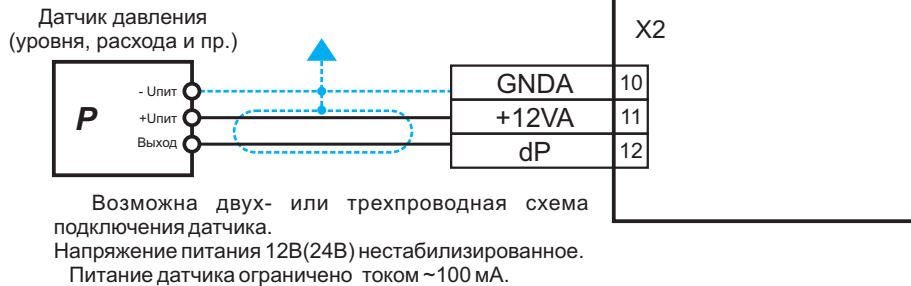 Датчик давления
(уровня, расхода и пр.)
X2
- Uпит
GNDA
10
P
+Uпит
+12VA
11
Выход
dP
12
Возможна двух- или трехпроводная схема
подключения датчика.
Напряжение питания 12В(24В) нестабилизированное.
Питание датчика ограничено током ~100 мА.